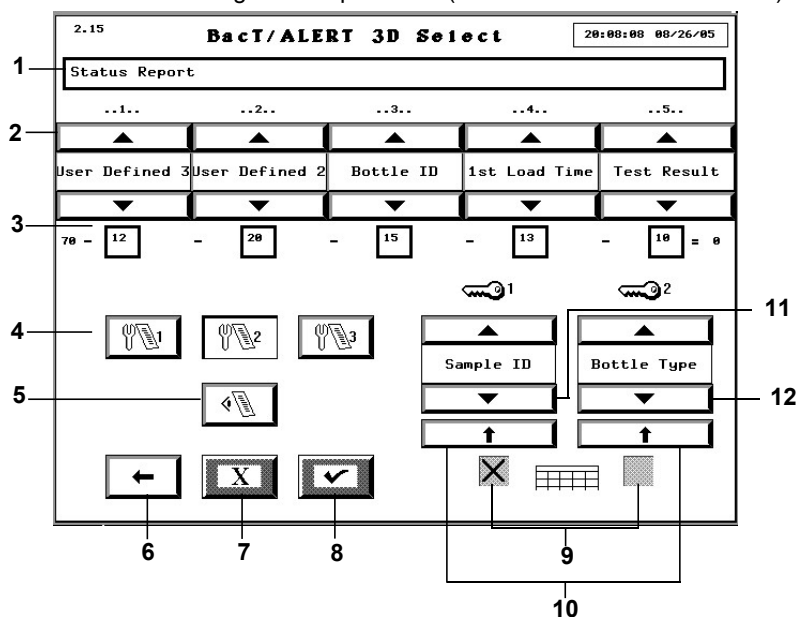 2.15 BacT/ALERT 3D Select 20:08:08 08/26/05
1 Status Report
..1.. ..2.. ..3.. ..4.. ..5..
2
User Defined 3 User Defined 2 Bottle ID 1st Load Time Test Result
3
70 - 12 - 20 - 15 - 13 - 10 = 0
1 2
11
4 1 2 3
Sample ID Bottle Type
5 12
X
6 7 8 9
10